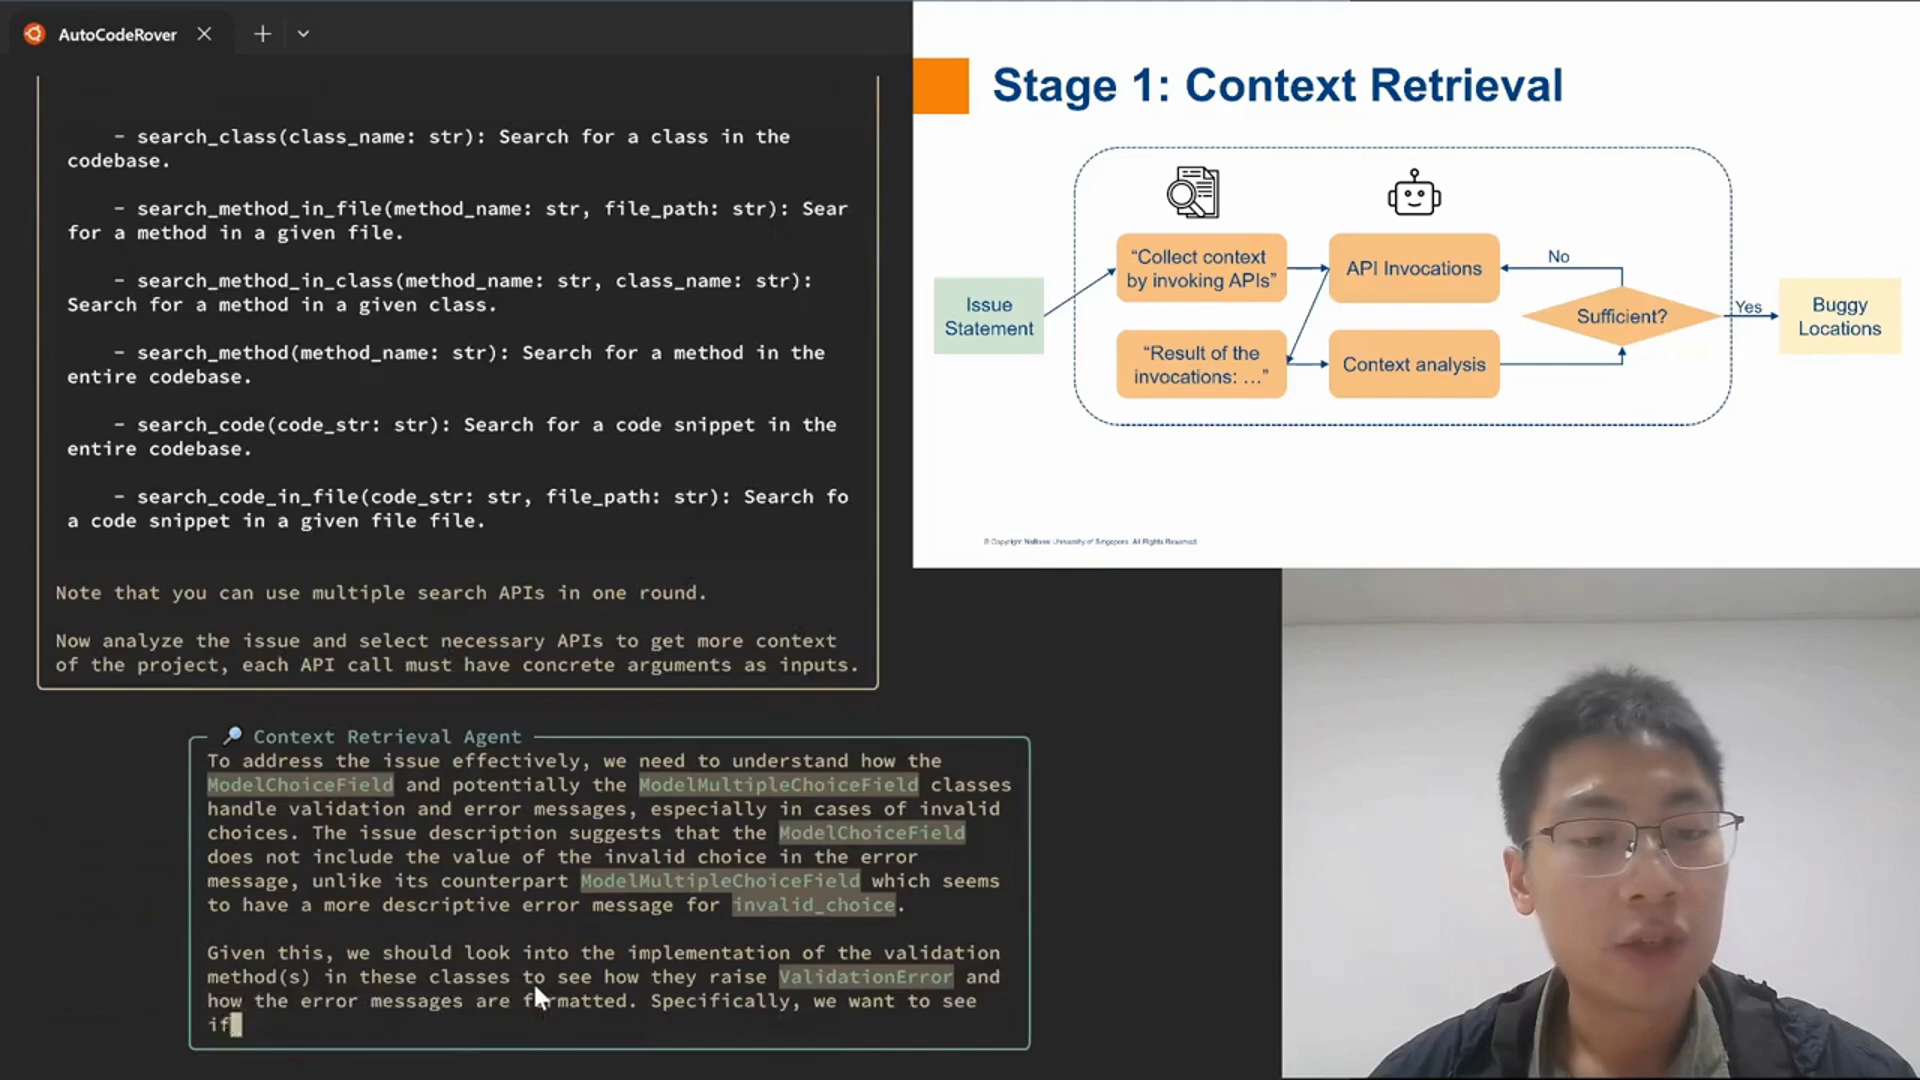 AutoCodeRover
- search_class(class_name: str): Search for a class in the
codebase.
- search_method_in_file(method_name: str, file_path: str): Sear
for a method in a given file.
- search_method_in_class(method_name: str, class_name: str):
Search for a method in a given class.
- search_method(method_name: str): Search for a method in the
entire codebase.
- search_code(code_str: str): Search for a code snippet in the
entire codebase.
- search_code_in_file(code_str: str, file_path: str): Search fo
a code snippet in a given file file.
Note that you can use multiple search APIs in one round.
Now analyze the issue and select necessary APIs to get more context
of the project, each API call must have concrete arguments as inputs.
Context Retrieval Agent
To address the issue effectively, we need to understand how the
ModelChoiceField and potentially the ModelMultipleChoiceField classes
handle validation and error messages, especially in cases of invalid
choices. The issue description suggests that the ModelChoiceField
does not include the value of the invalid choice in the error
message, unlike its counterpart ModelMultipleChoiceField which seems
to have a more descriptive error message for invalid_choice.
Given this, we should look into the implementation of the validation
method(s) in these classes to see how they raise ValidationError and
how the error messages are formatted. Specifically, we want to see
if
Stage 1: Context Retrieval
Issue
Statement
“Collect context
by invoking APIs”
API Invocations
“Result of the
invocations: ...”
Context analysis
No
Sufficient?
Yes
Buggy
Locations
© Copyright National University of Singapore. All Rights Reserved.